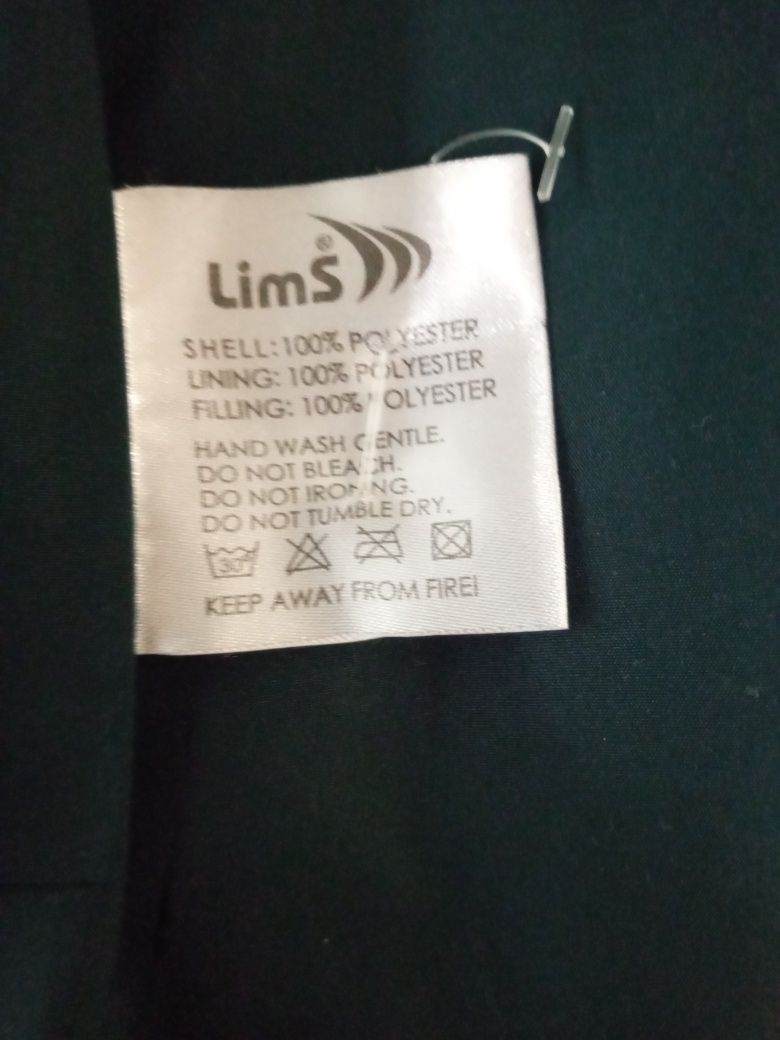 LimS®
SHELL: 100% POLYESTER
LINING: 100% POLYESTER
FILLING: 100% POLYESTER
HAND WASH GENTLE.
DO NOT BLEACH.
DO NOT IRONING.
DO NOT TUMBLE DRY.
30°
KEEP AWAY FROM FIRE!